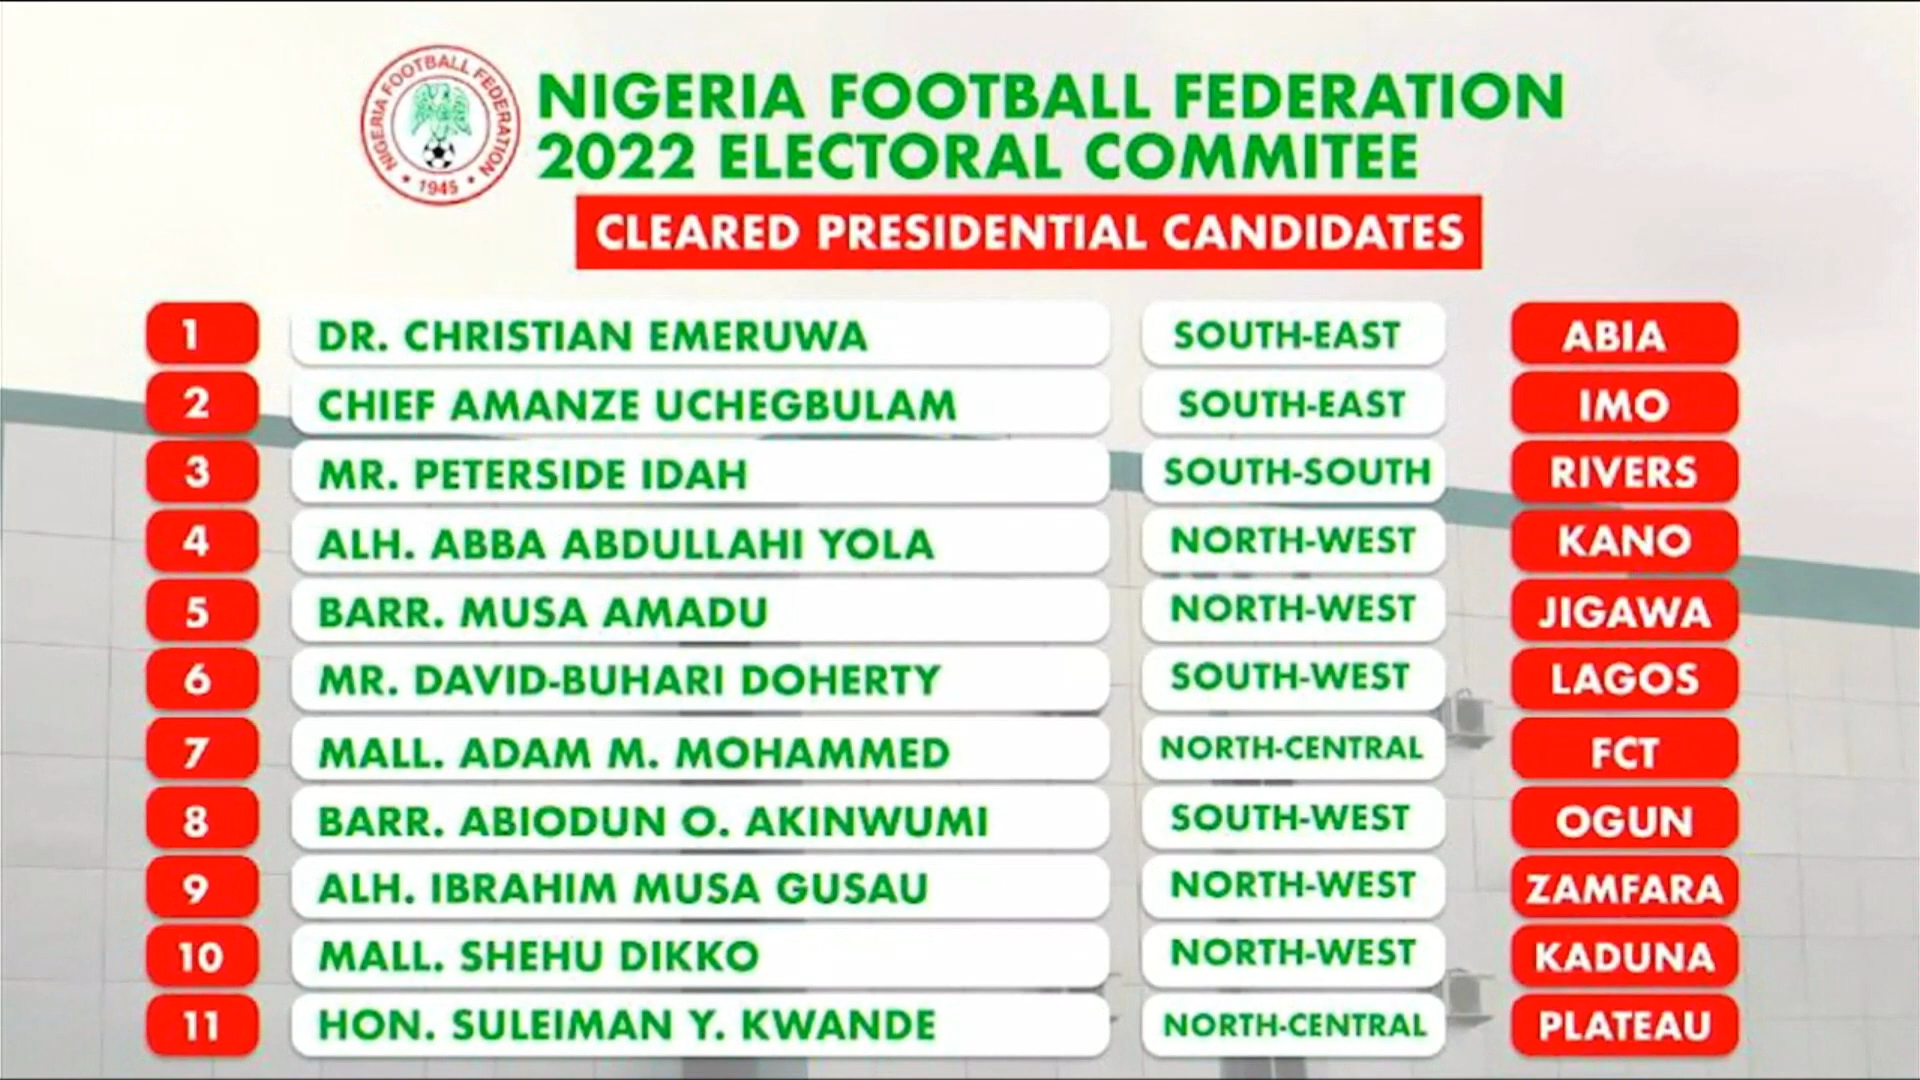 NIGERIA FOOTBALL FEDERATION
• 1945 •
NIGERIA FOOTBALL FEDERATION
2022 ELECTORAL COMMITEE
CLEARED PRESIDENTIAL CANDIDATES
1 DR. CHRISTIAN EMERUWA SOUTH-EAST ABIA
2 CHIEF AMANZE UCHEGBULAM SOUTH-EAST IMO
3 MR. PETERSIDE IDAH SOUTH-SOUTH RIVERS
4 ALH. ABBA ABDULLAHI YOLA NORTH-WEST KANO
5 BARR. MUSA AMADU NORTH-WEST JIGAWA
6 MR. DAVID-BUHARI DOHERTY SOUTH-WEST LAGOS
7 MALL. ADAM M. MOHAMMED NORTH-CENTRAL FCT
8 BARR. ABIODUN O. AKINWUMI SOUTH-WEST OGUN
9 ALH. IBRAHIM MUSA GUSAU NORTH-WEST ZAMFARA
10 MALL. SHEHU DIKKO NORTH-WEST KADUNA
11 HON. SULEIMAN Y. KWANDE NORTH-CENTRAL PLATEAU